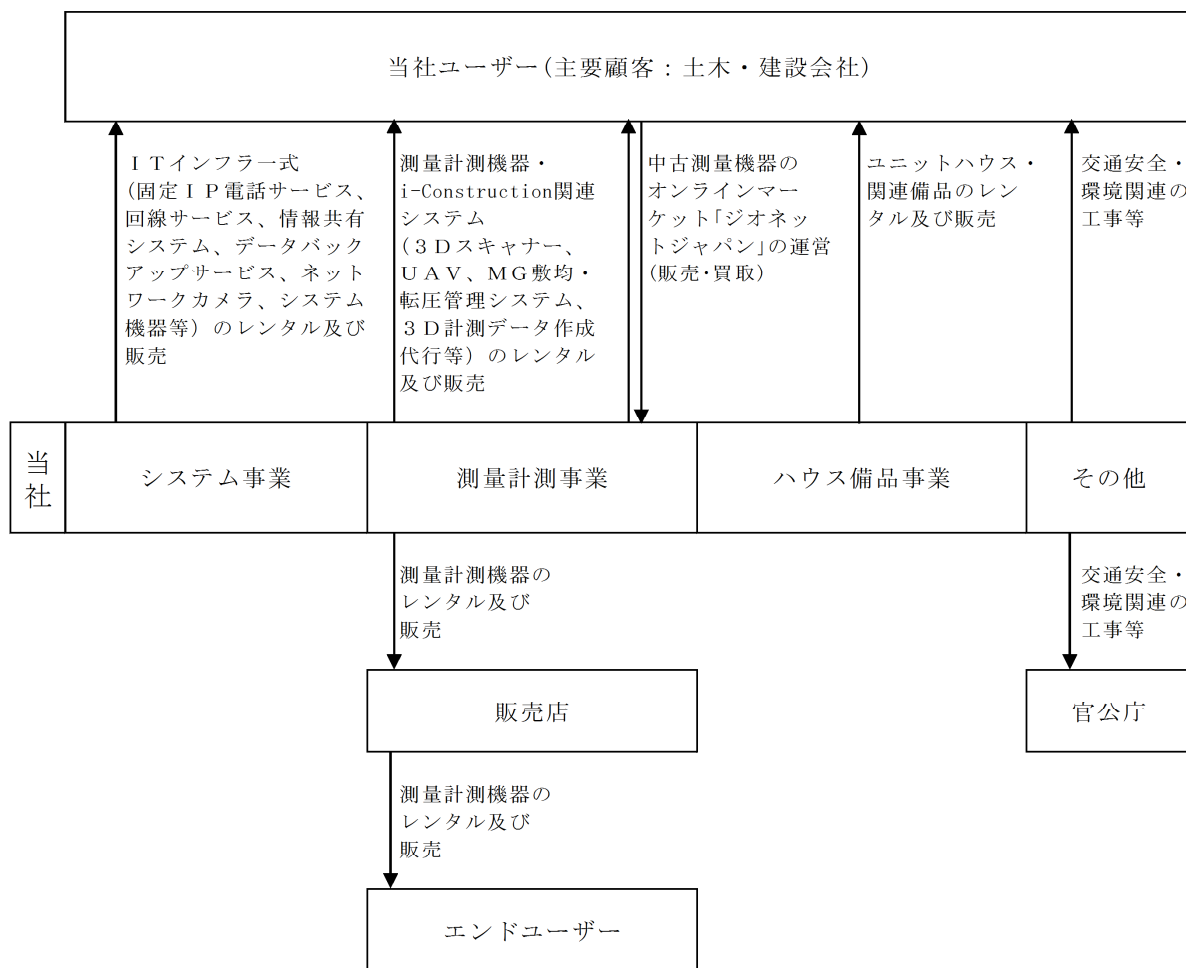 当社ユーザー(主要顧客：土木・建設会社)
ＩＴインフラ一式
(固定ＩＰ電話サービス、
回線サービス、情報共有
システム、データバック
アップサービス、ネット
ワークカメラ、システム
機器等）のレンタル及び
販売
測量計測機器・
i-Construction関連
システム
(３Ｄスキャナー、
ＵＡＶ、ＭＧ敷均・
転圧管理システム、
３Ｄ計測データ作成
代行等）のレンタル
及び販売
中古測量機器の
オンラインマー
ケット｢ジオネッ
トジャパン｣の運営
(販売･買取)
ユニットハウス・
関連備品のレン
タル及び販売
交通安全・
環境関連の
工事等
当社
システム事業
測量計測事業
ハウス備品事業
その他
測量計測機器の
レンタル及び
販売
交通安全・
環境関連の
工事等
販売店
官公庁
測量計測機器の
レンタル及び
販売
エンドユーザー